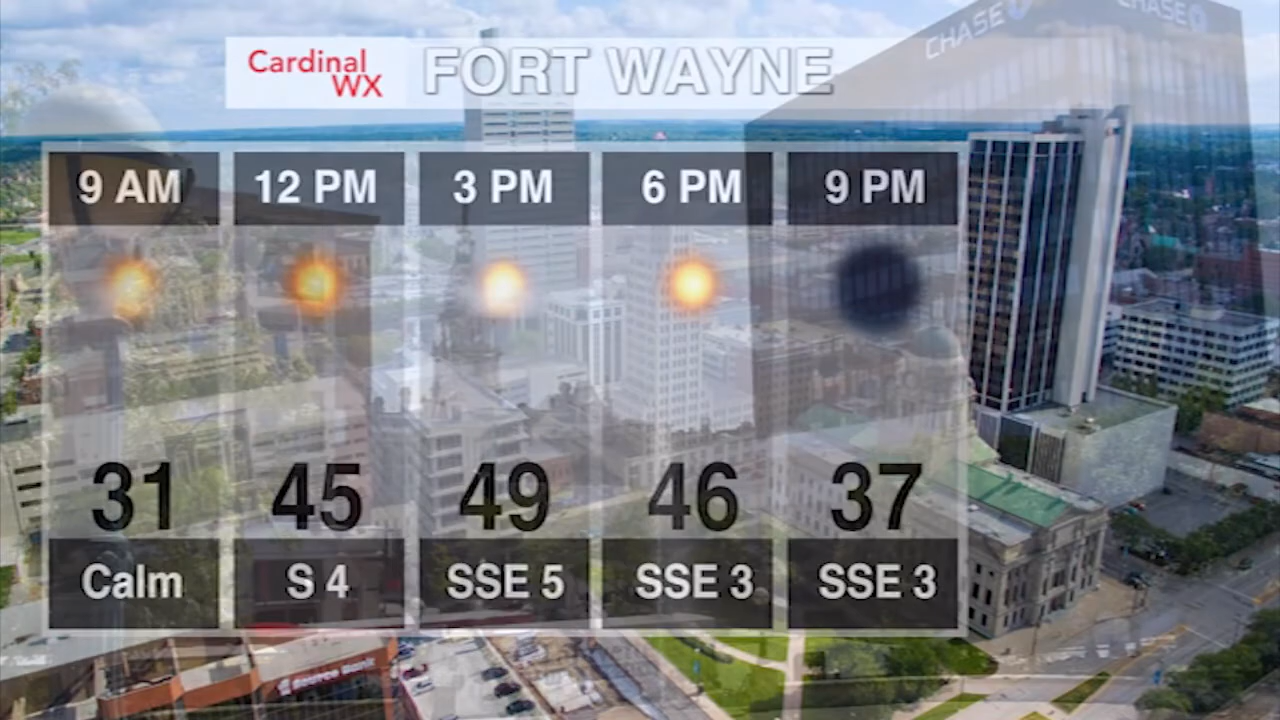 CHASE
CHASE
Cardinal
WX
FORT WAYNE
9 AM
12 PM
3 PM
6 PM
9 PM
31
45
49
46
37
Calm
S 4
SSE 5
SSE 3
SSE 3